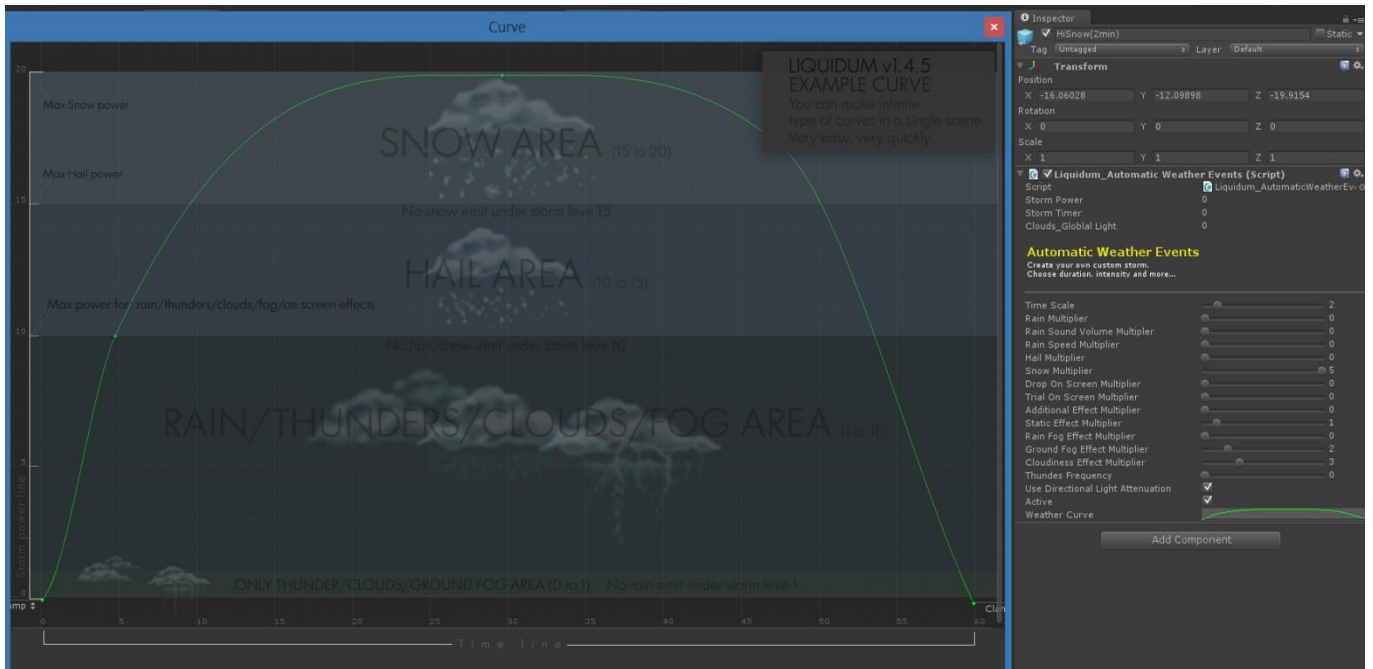 Curve
20
Max Snow power
LIQUIDUM v1.4.5
EXAMPLE CURVE
You can make infinite
type of curves in a single scene.
Very easy, very quickly.
SNOW AREA (15 to 20)
Max Hail power
15
No snow emit under storm leve 15
HAIL AREA (10 to 15)
Max power for rain/thunders/clouds/fog/on screen effects
10
No hail/snow emit under storm leve 10
RAIN/THUNDERS/CLOUDS/FOG AREA (1 to 10)
5
Storm power line
ONLY THUNDER/CLOUDS/GROUND FOG AREA (0 to 1) No rain emit under storm leve 1
0
amp
Clam
0 5 10 15 20 25 30 35 40 45 50 55 60
Time line
Inspector
HiSnow(2min) Static
Tag Untagged Layer Default
Transform
Position
X -16.06028 Y -12.09898 Z -19.9154
Rotation
X 0 Y 0 Z 0
Scale
X 1 Y 1 Z 1
Liquidum_Automatic Weather Events (Script)
Script Liquidum_AutomaticWeatherEv
Storm Power 0
Storm Timer 0
Clouds_Globlal Light 0
Automatic Weather Events
Create your own custom storm.
Choose duration, intensity and more...
Time Scale 2
Rain Multiplier 0
Rain Sound Volume Multipler 0
Rain Speed Multiplier 0
Hail Multiplier 0
Snow Multiplier 5
Drop On Screen Multiplier 0
Trial On Screen Multiplier 0
Additional Effect Multiplier 0
Static Effect Multiplier 1
Rain Fog Effect Multiplier 0
Ground Fog Effect Multiplier 2
Cloudiness Effect Multiplier 3
Thundes Frequency 0
Use Directional Light Attenuation
Active
Weather Curve
Add Component